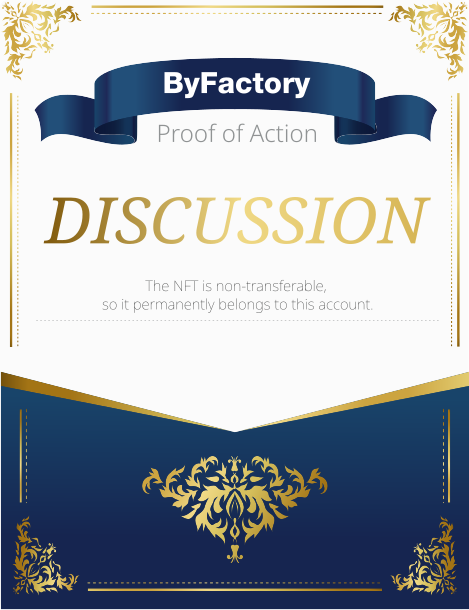 ByFactory
Proof of Action
DISCUSSION
The NFT is non-transferable,
so it permanently belongs to this account.